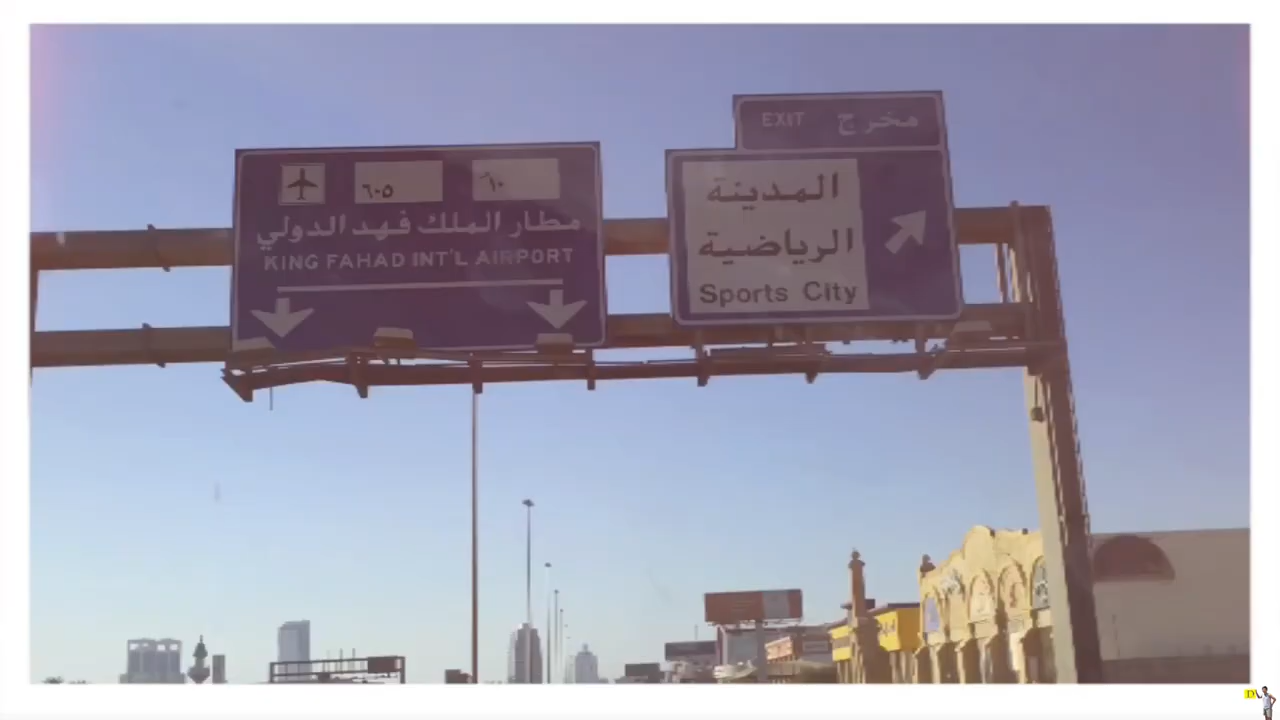 ٦٠٥ ٦٠
مطار الملك فهد الدولي
KING FAHAD INT'L AIRPORT
EXIT مخرج
المدينة
الرياضية
Sports City